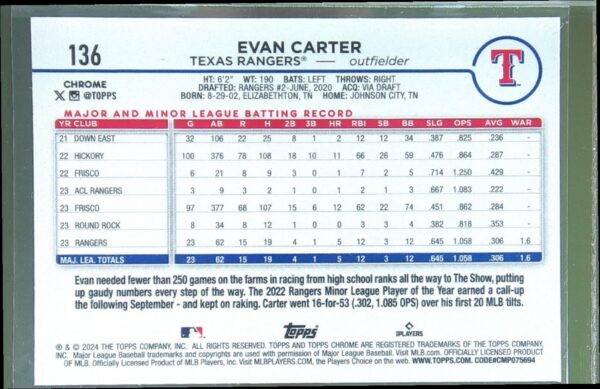 136
EVAN CARTER
TEXAS RANGERS® — outfielder
T
CHROME
@TOPPS
HT: 6'2" WT: 190 BATS: LEFT THROWS: RIGHT
DRAFTED: RANGERS #2-JUNE, 2020 ACQ: VIA DRAFT
BORN: 8-29-02, ELIZABETHTON, TN HOME: JOHNSON CITY, TN
MAJOR AND MINOR LEAGUE BATTING RECORD
YR CLUB G AB R H 2B 3B HR RBI SB BB SLG OPS AVG WAR
21 DOWN EAST 32 106 22 25 8 1 2 12 12 34 .387 .825 .236 -
22 HICKORY 100 376 78 108 18 10 11 66 26 59 .476 .864 .287 -
22 FRISCO 6 21 8 9 3 0 1 7 2 5 .714 1.250 .429 -
23 ACL RANGERS 3 9 3 2 1 0 1 2 1 3 .667 1.083 .222 -
23 FRISCO 97 377 68 107 15 6 12 62 22 74 .451 .862 .284 -
23 ROUND ROCK 8 34 8 12 1 0 0 3 3 4 .382 .818 .353 -
23 RANGERS 23 62 15 19 4 1 5 12 3 12 .645 1.058 .306 1.6
MAJ. LEA. TOTALS 23 62 15 19 4 1 5 12 3 12 .645 1.058 .306 1.6
Evan needed fewer than 250 games on the farms in racing from high school ranks all the way to The Show, putting
up gaudy numbers every step of the way. The 2022 Rangers Minor League Player of the Year earned a call-up
the following September - and kept on raking. Carter went 16-for-53 (.302, 1.085 OPS) over his first 20 MLB tilts.
topps
PLAYERS
® & © 2024 THE TOPPS COMPANY, INC. ALL RIGHTS RESERVED. TOPPS AND TOPPS CHROME ARE REGISTERED TRADEMARKS OF THE TOPPS COMPANY,
INC. Major League Baseball trademarks and copyrights are used with permission of Major League Baseball. Visit MLB.com. OFFICIALLY LICENSED PRODUCT
OF MLB. Officially Licensed Product of MLB Players, Inc. Visit MLBPLAYERS.com, the Players Choice on the web. WWW.TOPPS.COM. CODE#CMP075694